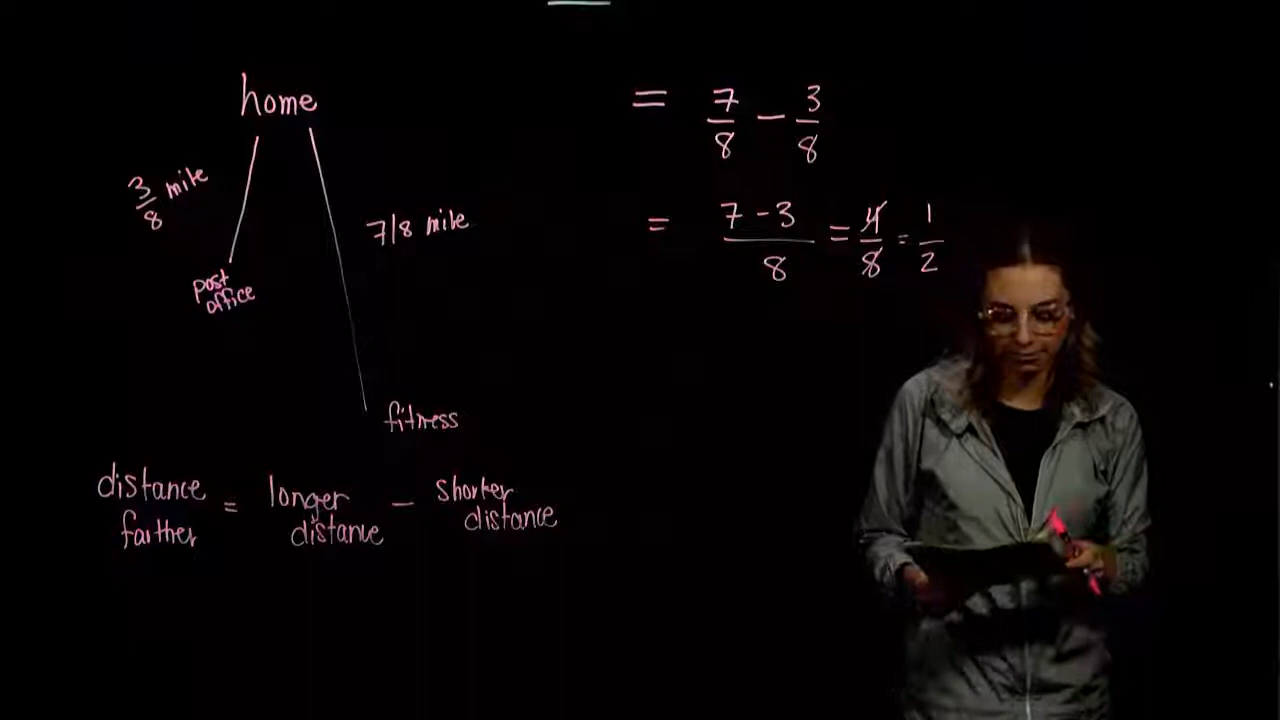 home
3/8 mile
7/8 mile
post
office
fitness
distance farther = longer distance − shorter distance
= 7/8 − 3/8
= (7 − 3)/8 = 4/8 = 1/2